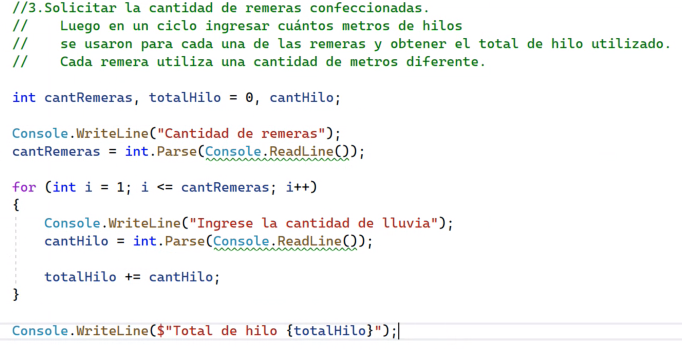 //3.Solicitar la cantidad de remeras confeccionadas.
//    Luego en un ciclo ingresar cuántos metros de hilos
//    se usaron para cada una de las remeras y obtener el total de hilo utilizado.
//    Cada remera utiliza una cantidad de metros diferente.
int cantRemeras, totalHilo = 0, cantHilo;
Console.WriteLine("Cantidad de remeras");
cantRemeras = int.Parse(Console.ReadLine());
for (int i = 1; i <= cantRemeras; i++)
{
    Console.WriteLine("Ingrese la cantidad de lluvia");
    cantHilo = int.Parse(Console.ReadLine());
    totalHilo += cantHilo;
}
Console.WriteLine($"Total de hilo {totalHilo}");